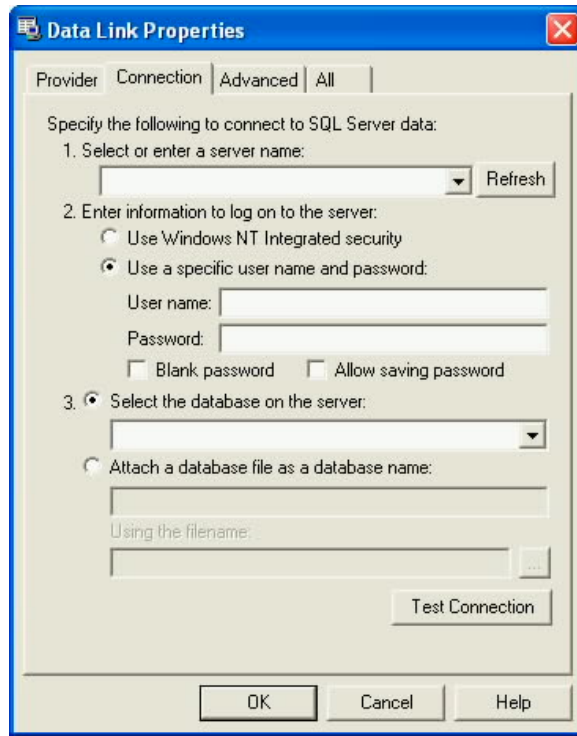 Data Link Properties
Provider Connection Advanced All
Specify the following to connect to SQL Server data:
1. Select or enter a server name:
Refresh
2. Enter information to log on to the server:
Use Windows NT Integrated security
Use a specific user name and password:
User name:
Password:
Blank password Allow saving password
3. Select the database on the server:
Attach a database file as a database name:
Using the filename:
...
Test Connection
OK Cancel Help